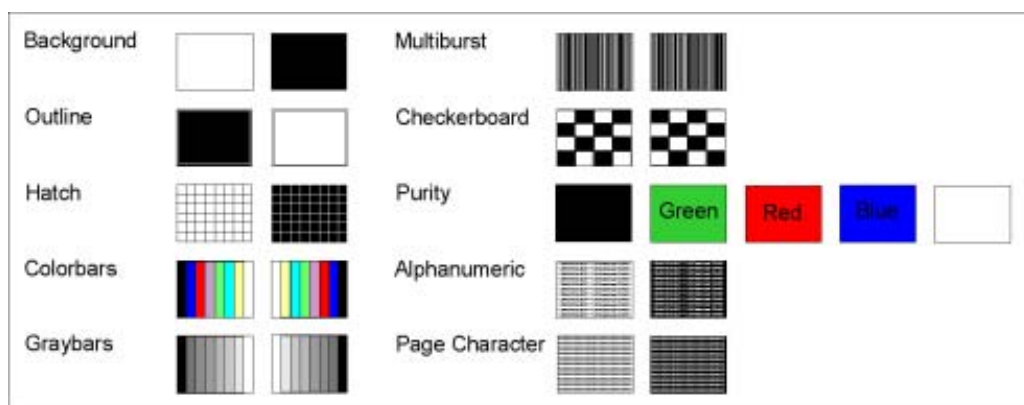 Background
Multiburst
Outline
Checkerboard
Hatch
Purity
Green
Red
Blue
Colorbars
Alphanumeric
Graybars
Page Character